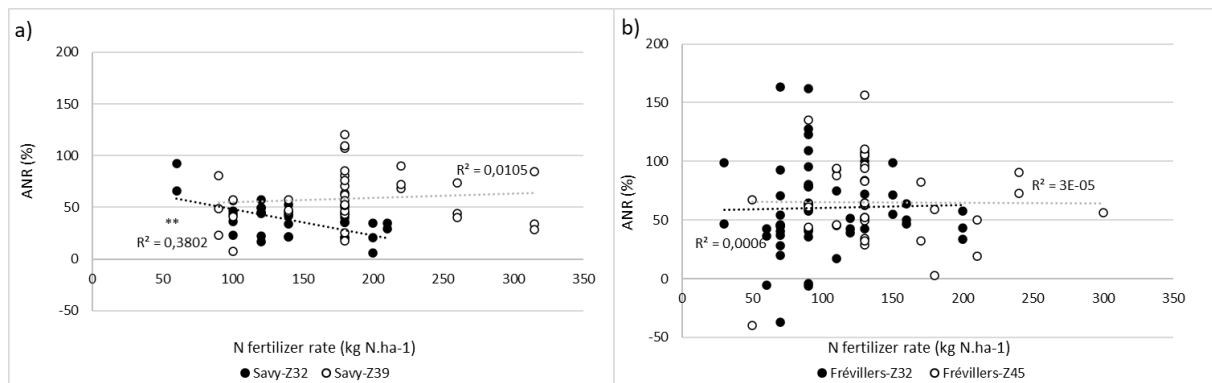 a)
200
150
100
50
0
-50
ANR (%)
R² = 0,0105
**
R² = 0,3802
0 50 100 150 200 250 300 350
N fertilizer rate (kg N.ha-1)
Savy-Z32 Savy-Z39
b)
200
150
100
50
0
-50
ANR (%)
R² = 3E-05
R² = 0,0006
0 50 100 150 200 250 300 350
N fertilizer rate (kg N.ha-1)
Frévillers-Z32 Frévillers-Z45